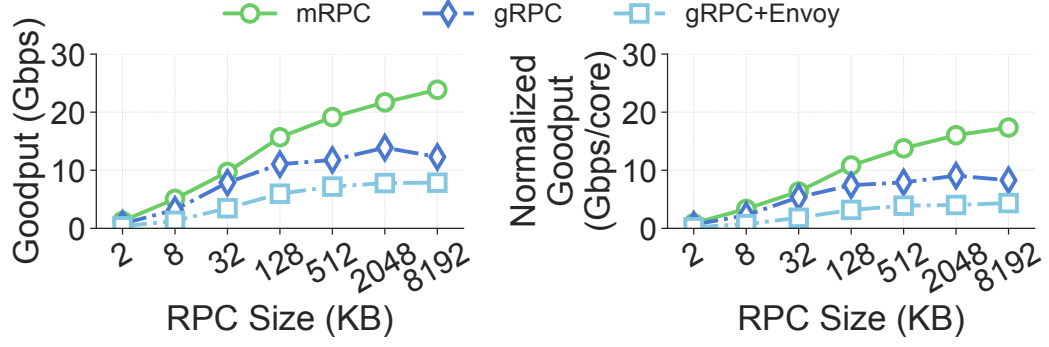 mRPC gRPC gRPC+Envoy
Goodput (Gbps)
30
20
10
0
2 8 32 128 512 2048 8192
RPC Size (KB)
Normalized
Goodput
(Gbps/core)
30
20
10
0
2 8 32 128 512 2048 8192
RPC Size (KB)